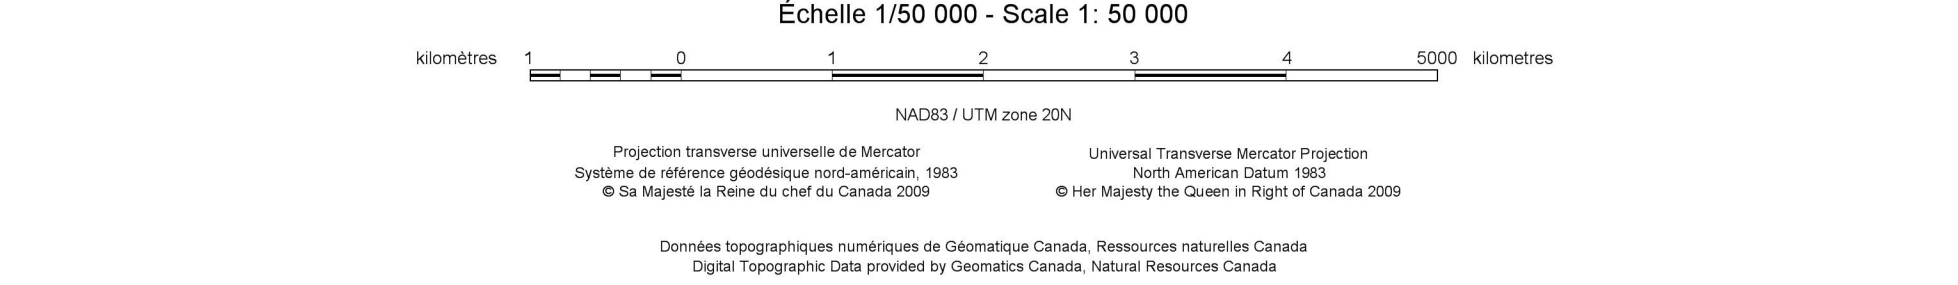 Échelle 1/50 000 - Scale 1: 50 000
kilomètres 1 0 1 2 3 4 5000 kilometres
NAD83 / UTM zone 20N
Projection transverse universelle de Mercator
Système de référence géodésique nord-américain, 1983
© Sa Majesté la Reine du chef du Canada 2009
Universal Transverse Mercator Projection
North American Datum 1983
© Her Majesty the Queen in Right of Canada 2009
Données topographiques numériques de Géomatique Canada, Ressources naturelles Canada
Digital Topographic Data provided by Geomatics Canada, Natural Resources Canada